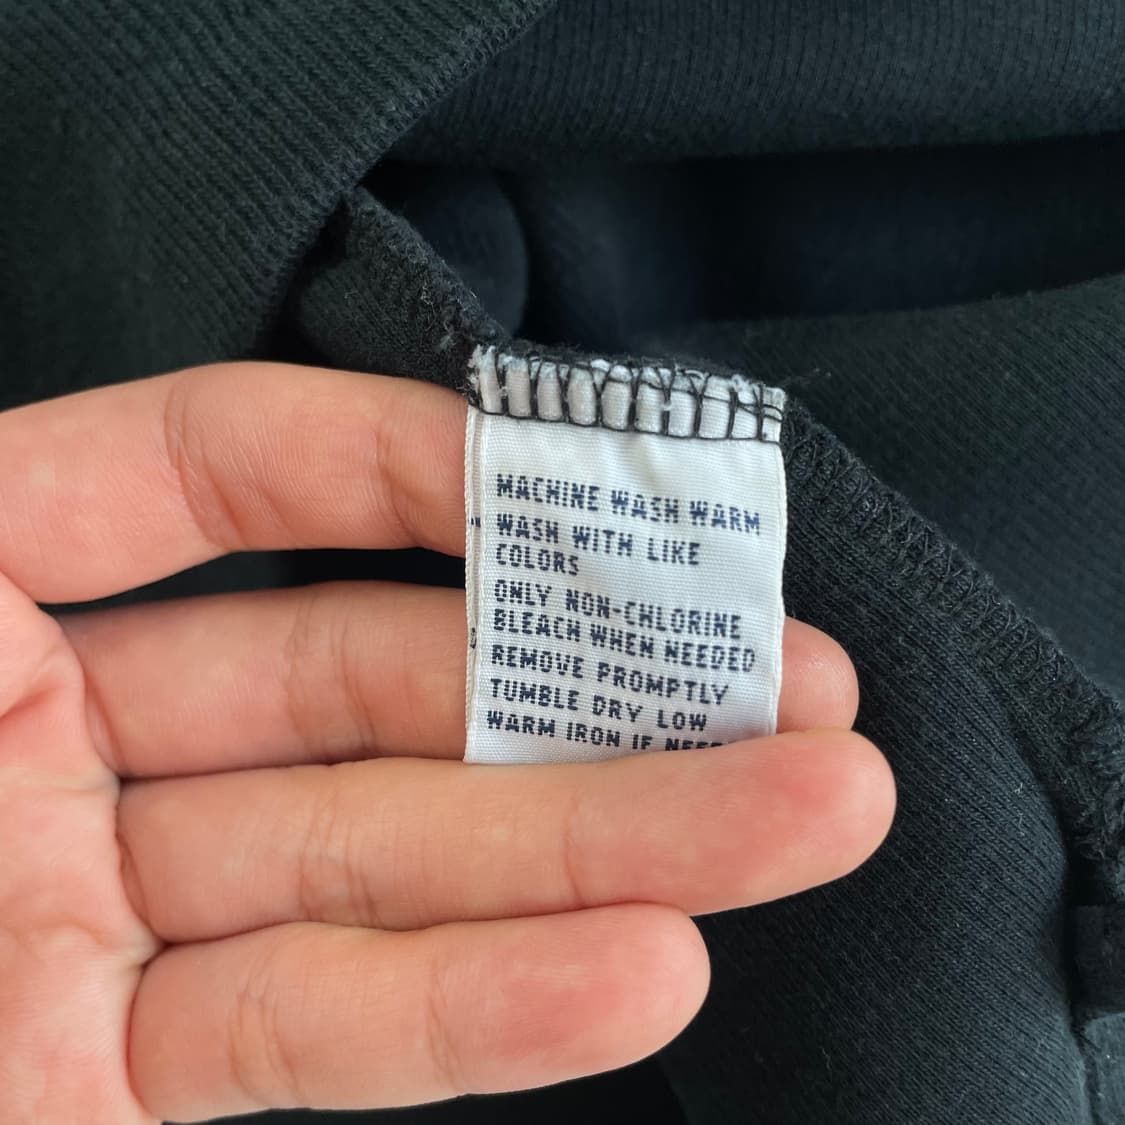 MACHINE WASH WARM
WASH WITH LIKE
COLORS
ONLY NON-CHLORINE
BLEACH WHEN NEEDED
REMOVE PROMPTLY
TUMBLE DRY LOW
WARM IRON IF